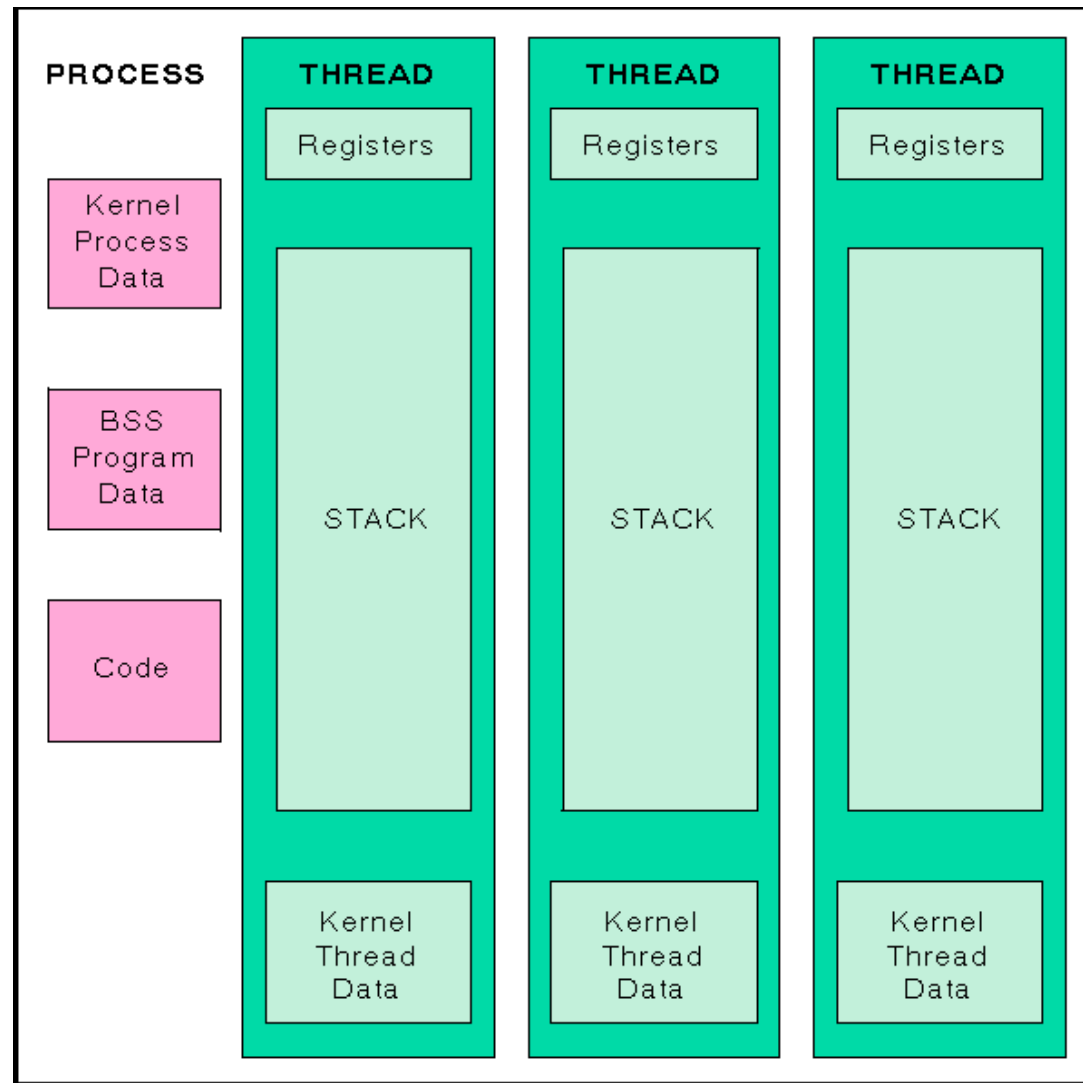 PROCESS
Kernel
Process
Data
BSS
Program
Data
Code
THREAD
Registers
STACK
Kernel
Thread
Data
THREAD
Registers
STACK
Kernel
Thread
Data
THREAD
Registers
STACK
Kernel
Thread
Data